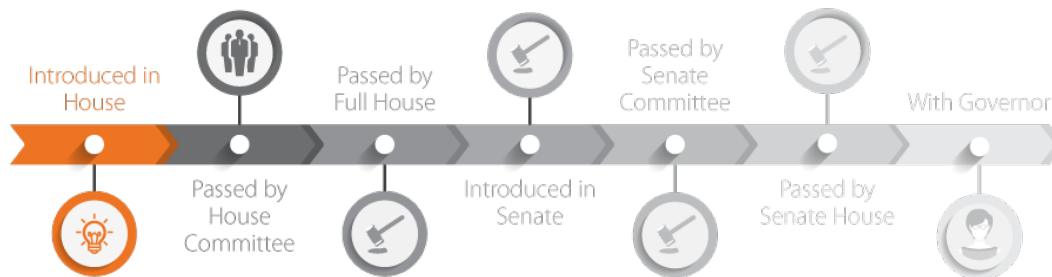 Introduced in
House
Passed by
House
Committee
Passed by
Full House
Introduced in
Senate
Passed by
Senate
Committee
Passed by
Senate House
With Governor